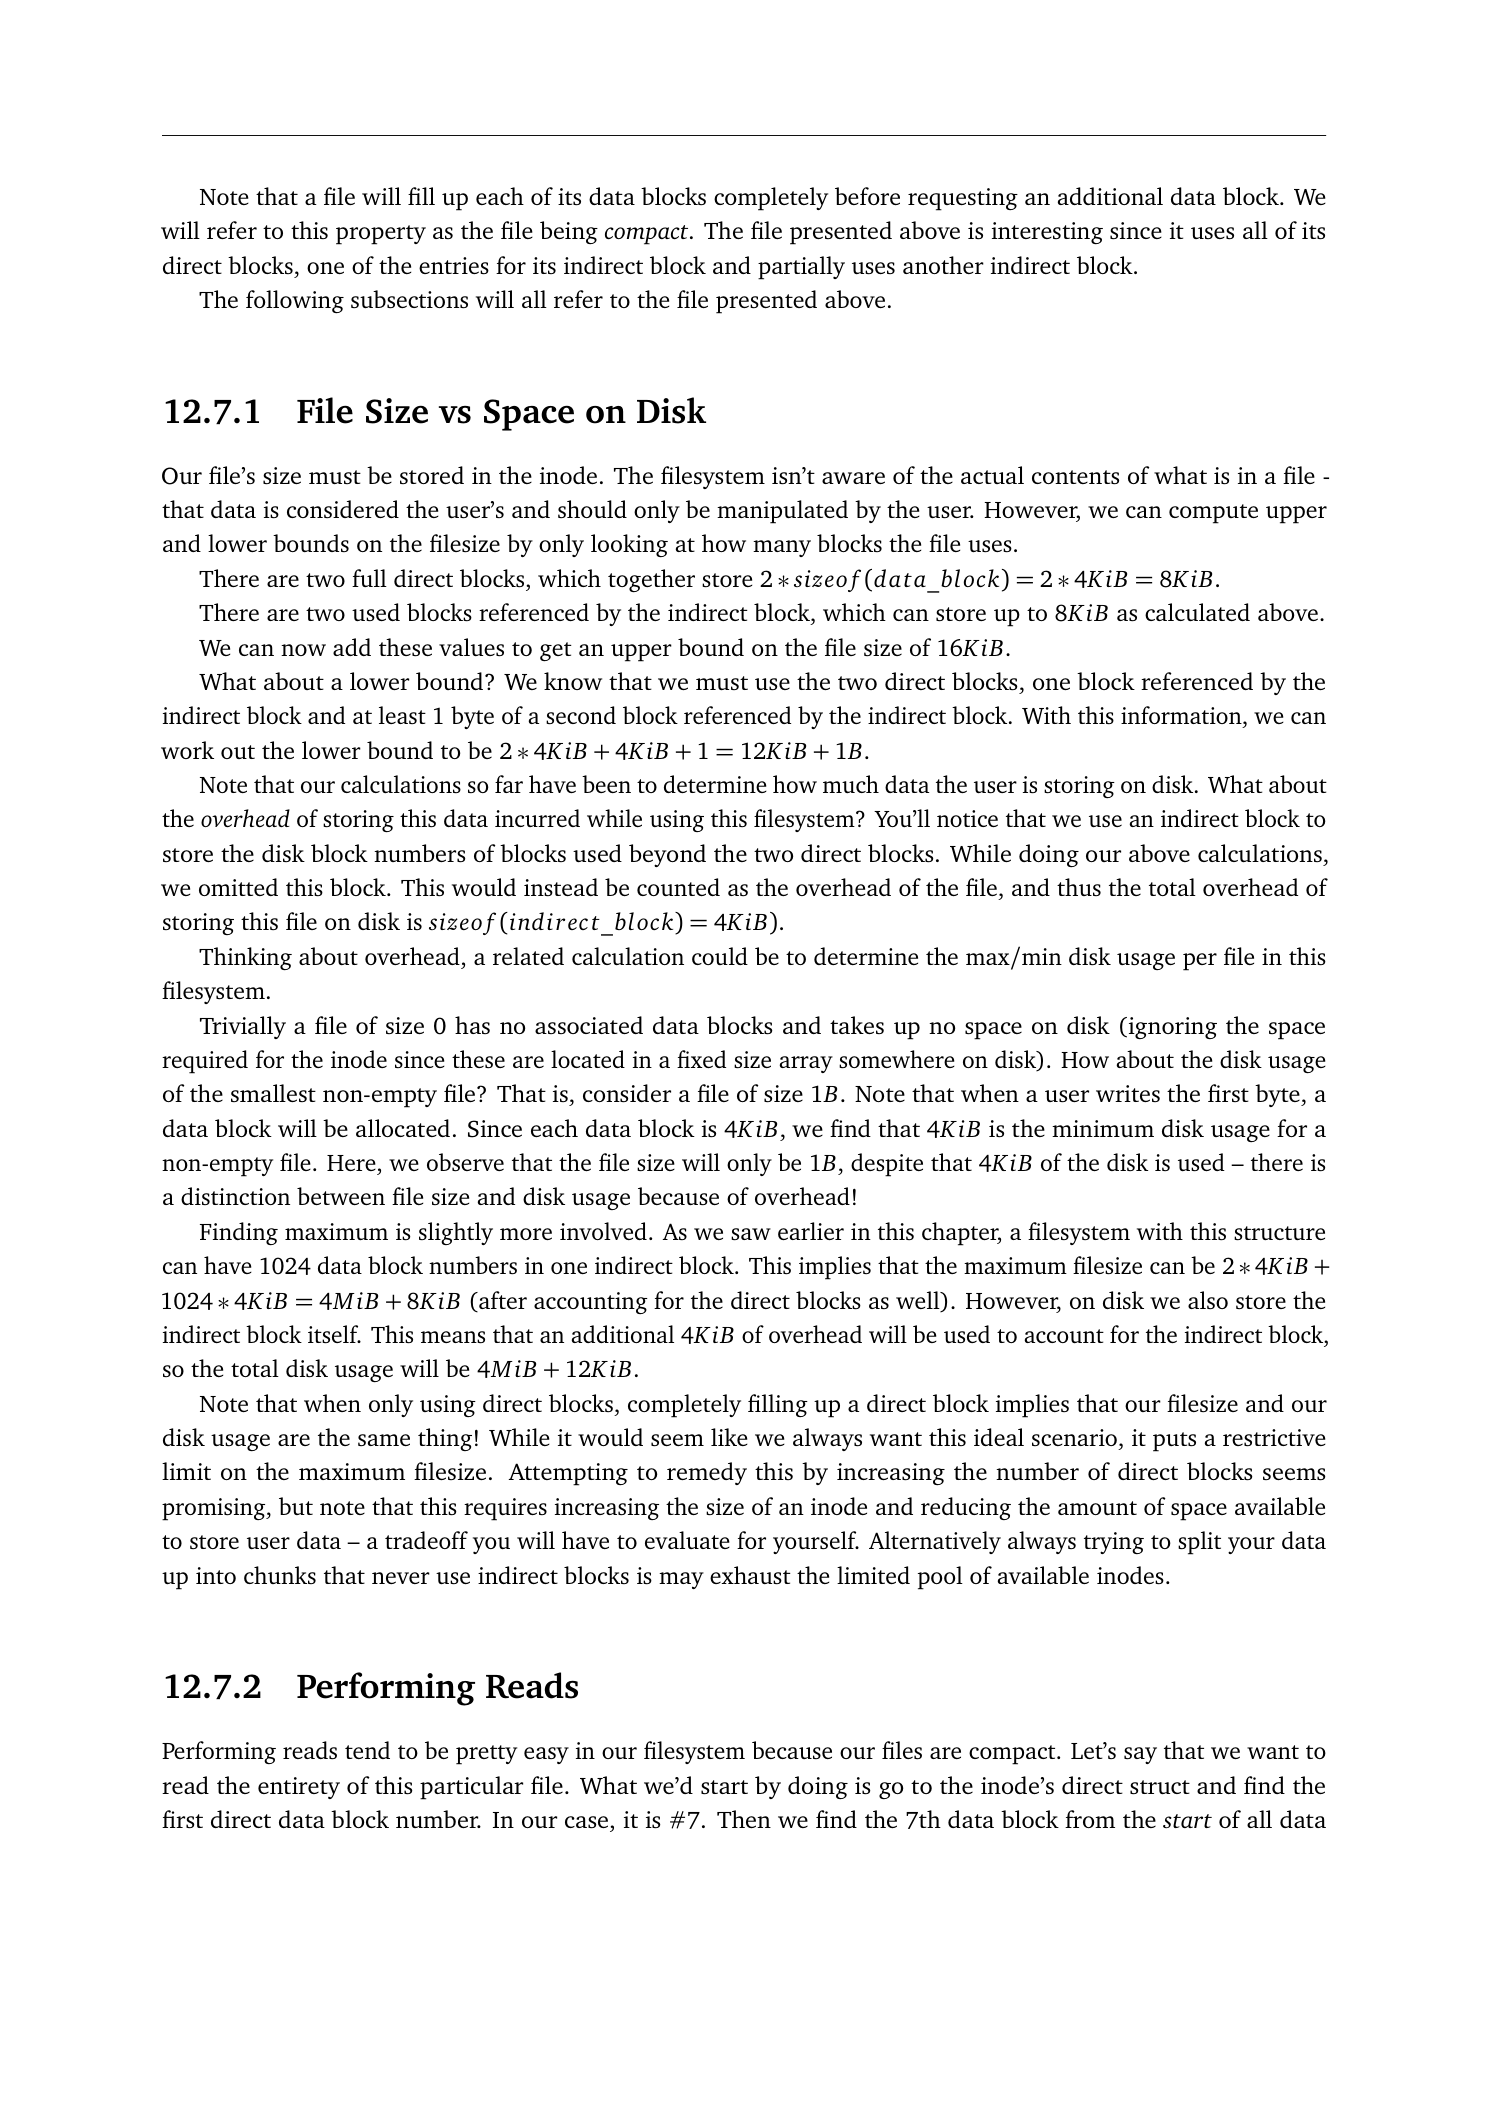 Note that a file will fill up each of its data blocks completely before requesting an additional data block. We
will refer to this property as the file being compact. The file presented above is interesting since it uses all of its
direct blocks, one of the entries for its indirect block and partially uses another indirect block.
The following subsections will all refer to the file presented above.
12.7.1 File Size vs Space on Disk
Our file’s size must be stored in the inode. The filesystem isn’t aware of the actual contents of what is in a file -
that data is considered the user’s and should only be manipulated by the user. However, we can compute upper
and lower bounds on the filesize by only looking at how many blocks the file uses.
There are two full direct blocks, which together store 2 ∗ sizeof(data_block) = 2 ∗ 4KiB = 8KiB.
There are two used blocks referenced by the indirect block, which can store up to 8KiB as calculated above.
We can now add these values to get an upper bound on the file size of 16KiB.
What about a lower bound? We know that we must use the two direct blocks, one block referenced by the
indirect block and at least 1 byte of a second block referenced by the indirect block. With this information, we can
work out the lower bound to be 2 ∗ 4KiB + 4KiB + 1 = 12KiB + 1B.
Note that our calculations so far have been to determine how much data the user is storing on disk. What about
the overhead of storing this data incurred while using this filesystem? You’ll notice that we use an indirect block to
store the disk block numbers of blocks used beyond the two direct blocks. While doing our above calculations,
we omitted this block. This would instead be counted as the overhead of the file, and thus the total overhead of
storing this file on disk is sizeof(indirect_block) = 4KiB).
Thinking about overhead, a related calculation could be to determine the max/min disk usage per file in this
filesystem.
Trivially a file of size 0 has no associated data blocks and takes up no space on disk (ignoring the space
required for the inode since these are located in a fixed size array somewhere on disk). How about the disk usage
of the smallest non-empty file? That is, consider a file of size 1B. Note that when a user writes the first byte, a
data block will be allocated. Since each data block is 4KiB, we find that 4KiB is the minimum disk usage for a
non-empty file. Here, we observe that the file size will only be 1B, despite that 4KiB of the disk is used – there is
a distinction between file size and disk usage because of overhead!
Finding maximum is slightly more involved. As we saw earlier in this chapter, a filesystem with this structure
can have 1024 data block numbers in one indirect block. This implies that the maximum filesize can be 2 ∗ 4KiB +
1024 ∗ 4KiB = 4MiB + 8KiB (after accounting for the direct blocks as well). However, on disk we also store the
indirect block itself. This means that an additional 4KiB of overhead will be used to account for the indirect block,
so the total disk usage will be 4MiB + 12KiB.
Note that when only using direct blocks, completely filling up a direct block implies that our filesize and our
disk usage are the same thing! While it would seem like we always want this ideal scenario, it puts a restrictive
limit on the maximum filesize. Attempting to remedy this by increasing the number of direct blocks seems
promising, but note that this requires increasing the size of an inode and reducing the amount of space available
to store user data – a tradeoff you will have to evaluate for yourself. Alternatively always trying to split your data
up into chunks that never use indirect blocks is may exhaust the limited pool of available inodes.
12.7.2 Performing Reads
Performing reads tend to be pretty easy in our filesystem because our files are compact. Let’s say that we want to
read the entirety of this particular file. What we’d start by doing is go to the inode’s direct struct and find the
first direct data block number. In our case, it is #7. Then we find the 7th data block from the start of all data